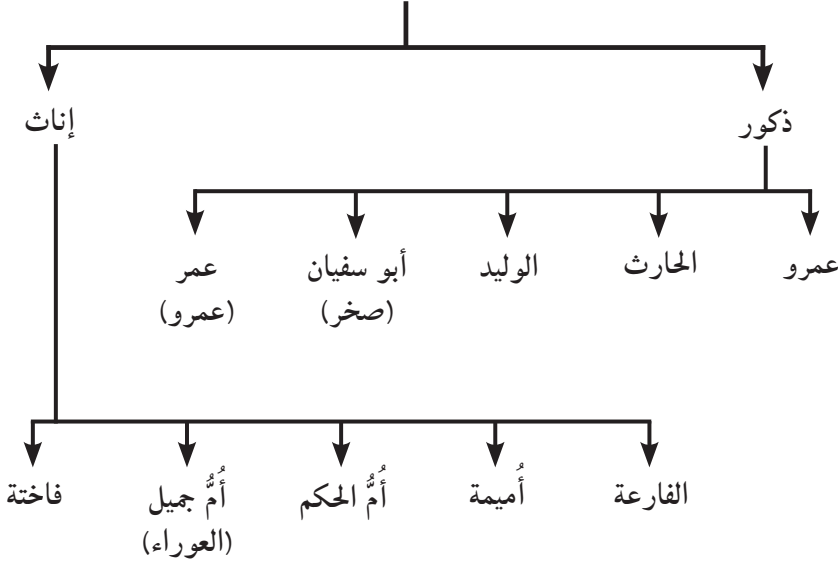 ذكور
إناث
عمرو
الحارث
الوليد
أبو سفيان
(صخر)
عمر
(عمرو)
الفارعة
أُميمة
أُمُّ الحكم
أُمُّ جميل
(العوراء)
فاختة